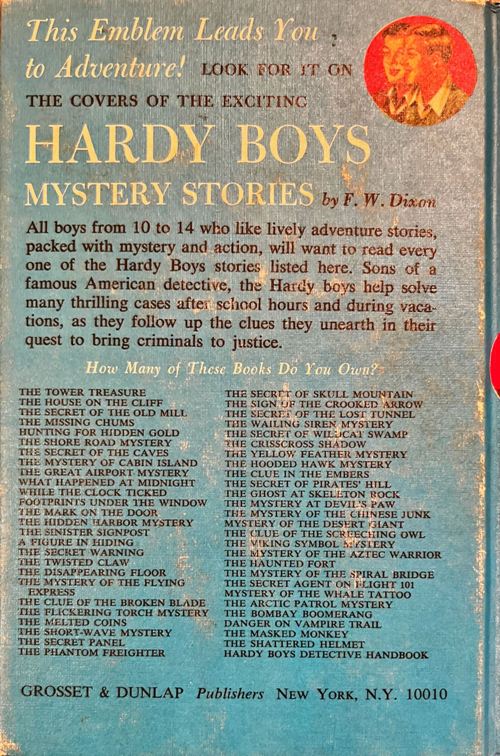 This Emblem Leads You
to Adventure! LOOK FOR IT ON
THE COVERS OF THE EXCITING
HARDY BOYS
MYSTERY STORIES by F. W. Dixon
All boys from 10 to 14 who like lively adventure stories,
packed with mystery and action, will want to read every
one of the Hardy Boys stories listed here. Sons of a
famous American detective, the Hardy boys help solve
many thrilling cases after school hours and during vaca-
tions, as they follow up the clues they unearth in their
quest to bring criminals to justice.
How Many of These Books Do You Own?
THE TOWER TREASURE
THE HOUSE ON THE CLIFF
THE SECRET OF THE OLD MILL
THE MISSING CHUMS
HUNTING FOR HIDDEN GOLD
THE SHORE ROAD MYSTERY
THE SECRET OF THE CAVES
THE MYSTERY OF CABIN ISLAND
THE GREAT AIRPORT MYSTERY
WHAT HAPPENED AT MIDNIGHT
WHILE THE CLOCK TICKED
FOOTPRINTS UNDER THE WINDOW
THE MARK ON THE DOOR
THE HIDDEN HARBOR MYSTERY
THE SINISTER SIGNPOST
A FIGURE IN HIDING
THE SECRET WARNING
THE TWISTED CLAW
THE DISAPPEARING FLOOR
THE MYSTERY OF THE FLYING
EXPRESS
THE CLUE OF THE BROKEN BLADE
THE FLICKERING TORCH MYSTERY
THE MELTED COINS
THE SHORT-WAVE MYSTERY
THE SECRET PANEL
THE PHANTOM FREIGHTER
THE SECRET OF SKULL MOUNTAIN
THE SIGN OF THE CROOKED ARROW
THE SECRET OF THE LOST TUNNEL
THE WAILING SIREN MYSTERY
THE SECRET OF WILDCAT SWAMP
THE CRISSCROSS SHADOW
THE YELLOW FEATHER MYSTERY
THE HOODED HAWK MYSTERY
THE CLUE IN THE EMBERS
THE SECRET OF PIRATES' HILL
THE GHOST AT SKELETON ROCK
THE MYSTERY AT DEVIL'S PAW
THE MYSTERY OF THE CHINESE JUNK
MYSTERY OF THE DESERT GIANT
THE CLUE OF THE SCREECHING OWL
THE VIKING SYMBOL MYSTERY
THE MYSTERY OF THE AZTEC WARRIOR
THE HAUNTED FORT
THE MYSTERY OF THE SPIRAL BRIDGE
THE SECRET AGENT ON FLIGHT 101
MYSTERY OF THE WHALE TATTOO
THE ARCTIC PATROL MYSTERY
THE BOMBAY BOOMERANG
DANGER ON VAMPIRE TRAIL
THE MASKED MONKEY
THE SHATTERED HELMET
HARDY BOYS DETECTIVE HANDBOOK
GROSSET & DUNLAP Publishers NEW YORK, N.Y. 10010